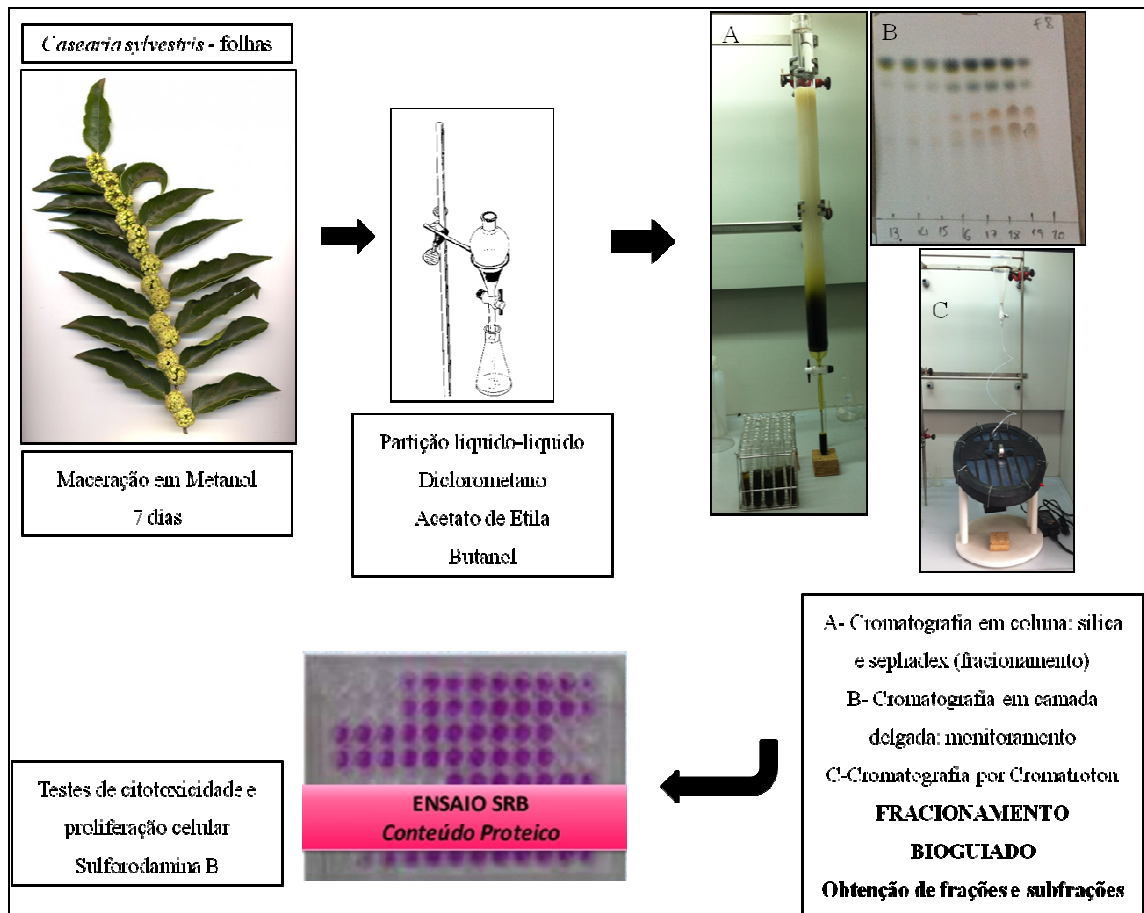 Casearia sylvestris - folhas
Maceração em Metanol
7 dias
Partição líquido-líquido
Diclorometano
Acetato de Etila
Butanol
A
B
F8
13. 14 15 16 17 18 19 20
C
A- Cromatografia em coluna: sílica
e sephadex (fracionamento)
B- Cromatografia em camada
delgada: monitoramento
C-Cromatografia por Cromatroton
FRACIONAMENTO
BIOGUIADO
Obtenção de frações e subfrações
ENSAIO SRB
Conteúdo Proteico
Testes de citotoxicidade e
proliferação celular
Sulforodamina B